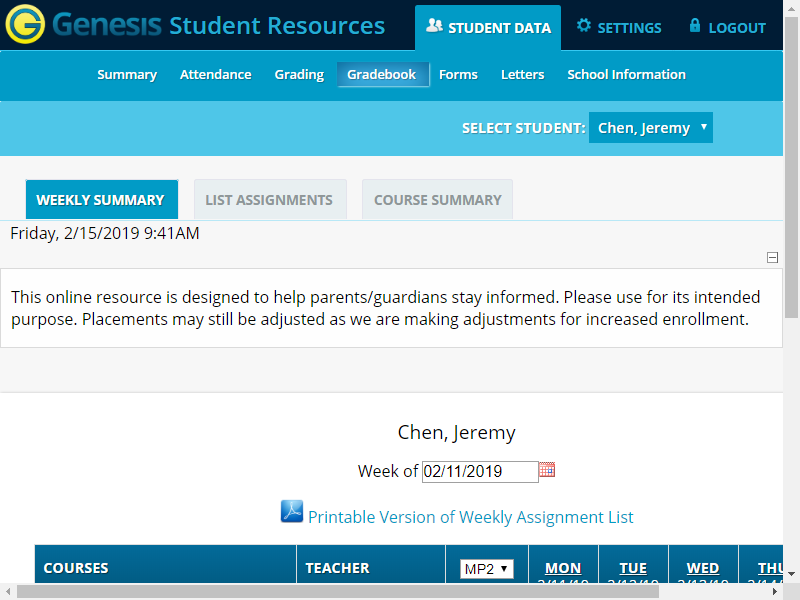 Genesis Student Resources
STUDENT DATA
SETTINGS
LOGOUT
Summary Attendance Grading Gradebook Forms Letters School Information
SELECT STUDENT: Chen, Jeremy
WEEKLY SUMMARY LIST ASSIGNMENTS COURSE SUMMARY
Friday, 2/15/2019 9:41AM
This online resource is designed to help parents/guardians stay informed. Please use for its intended
purpose. Placements may still be adjusted as we are making adjustments for increased enrollment.
Chen, Jeremy
Week of 02/11/2019
Printable Version of Weekly Assignment List
COURSES TEACHER MP2 MON TUE WED THU